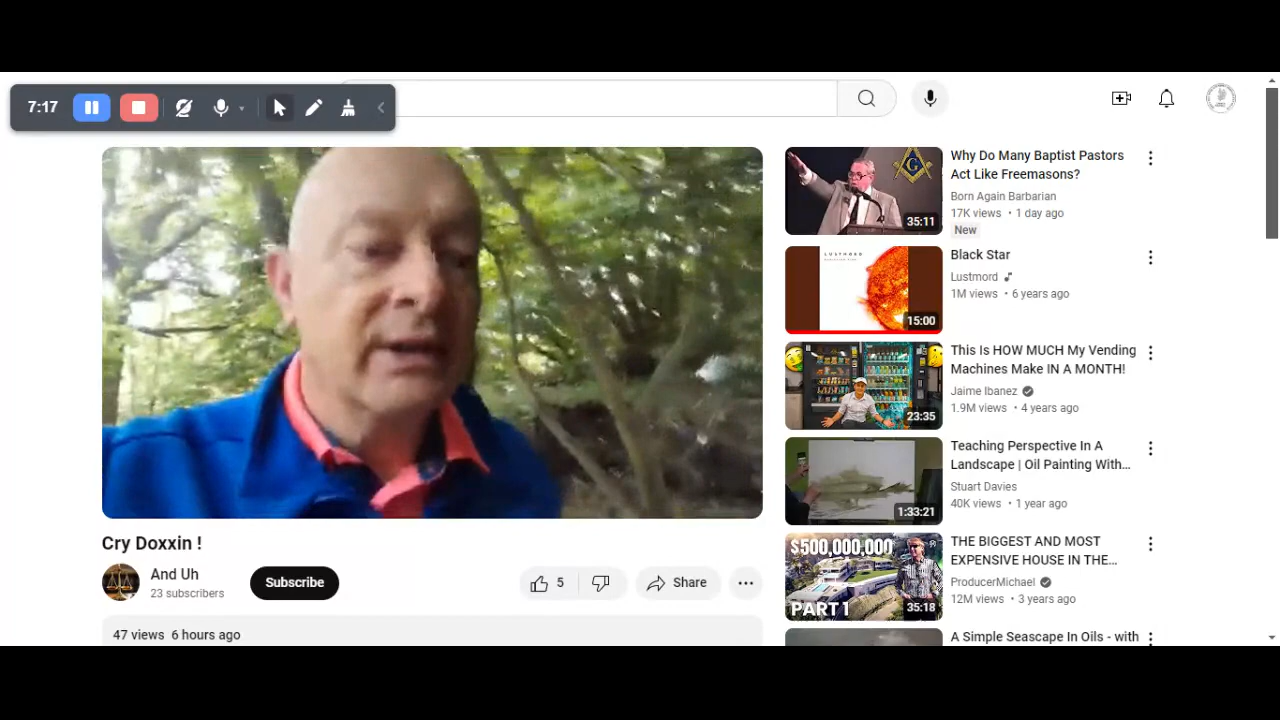 7:17
Cry Doxxin !
And Uh
23 subscribers
Subscribe
5
Share
47 views 6 hours ago
G
35:11
Why Do Many Baptist Pastors
Act Like Freemasons?
Born Again Barbarian
17K views • 1 day ago
New
LUSTMORD
15:00
Black Star
Lustmord
1M views • 6 years ago
23:35
This Is HOW MUCH My Vending
Machines Make IN A MONTH!
Jaime Ibanez
1.9M views • 4 years ago
1:33:21
Teaching Perspective In A
Landscape | Oil Painting With...
Stuart Davies
40K views • 1 year ago
$500,000,000
PART 1
35:18
THE BIGGEST AND MOST
EXPENSIVE HOUSE IN THE...
ProducerMichael
12M views • 3 years ago
A Simple Seascape In Oils - with